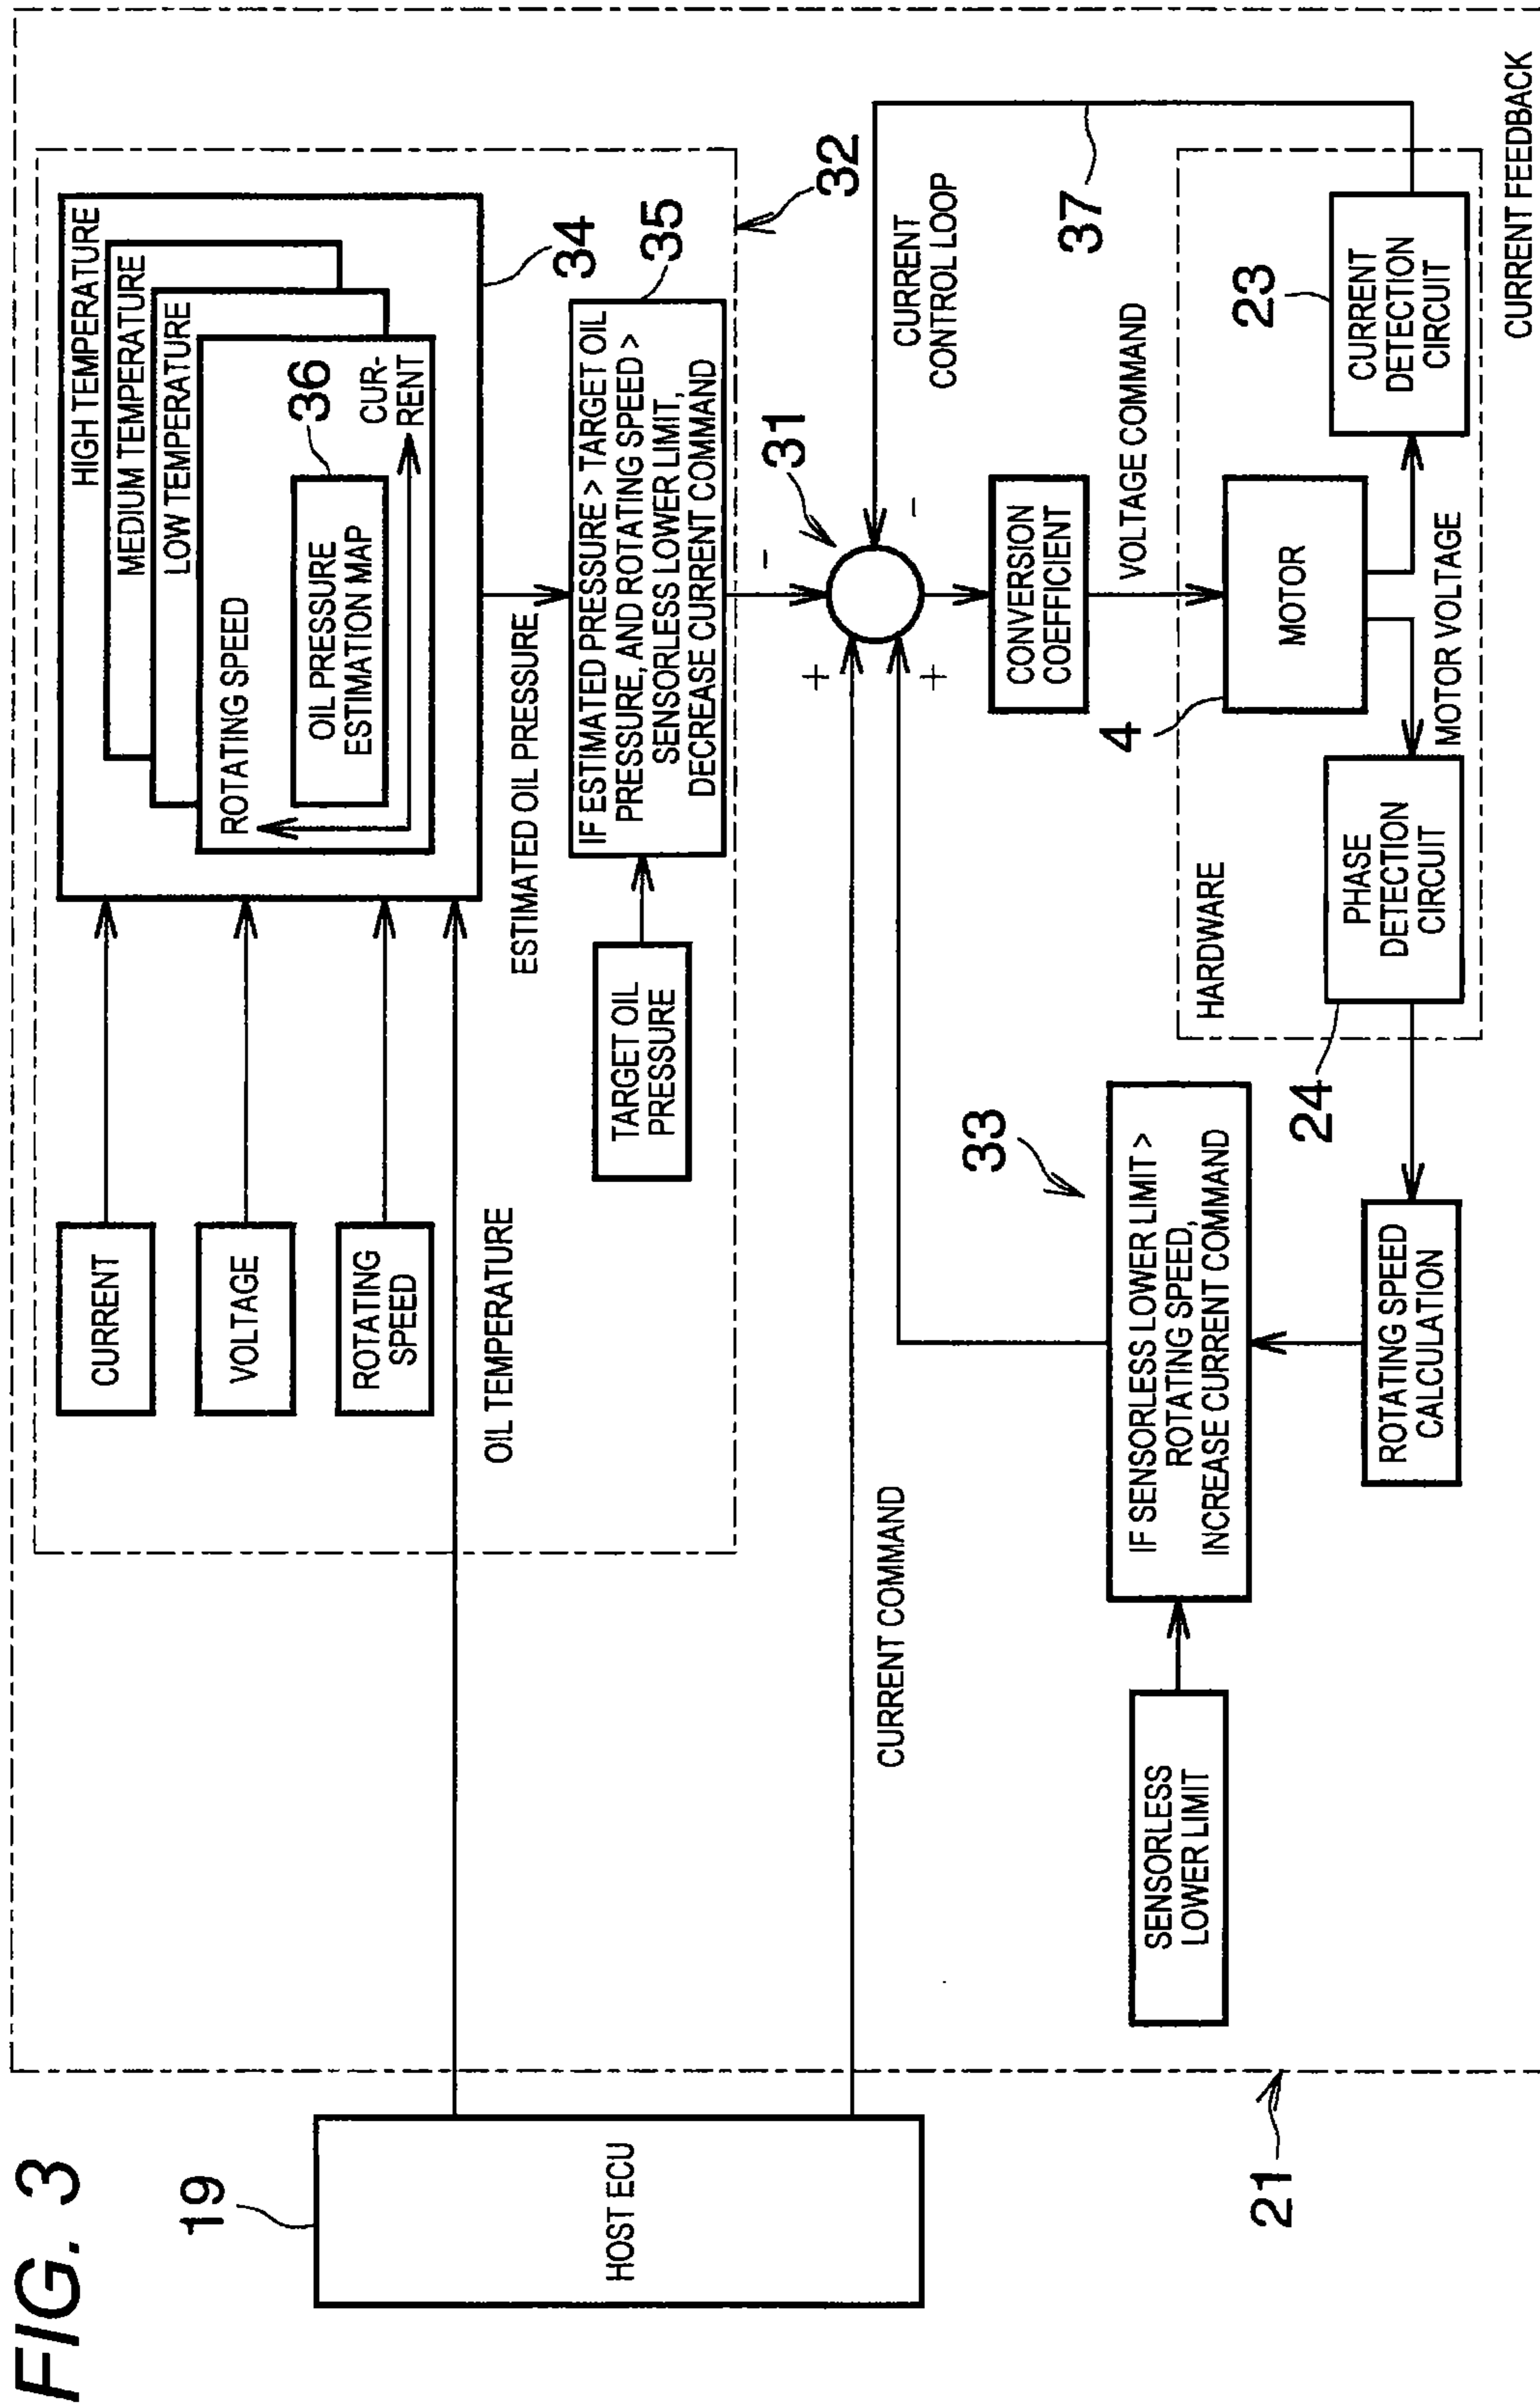 FIG. 3
19
HOST ECU
21
CURRENT
VOLTAGE
ROTATING
SPEED
OIL TEMPERATURE
HIGH TEMPERATURE
MEDIUM TEMPERATURE
LOW TEMPERATURE
ROTATING SPEED
36
OIL PRESSURE
ESTIMATION MAP
CUR-
RENT
34
ESTIMATED OIL PRESSURE
TARGET OIL
PRESSURE
IF ESTIMATED PRESSURE > TARGET OIL
PRESSURE, AND ROTATING SPEED >
SENSORLESS LOWER LIMIT,
DECREASE CURRENT COMMAND
35
32
CURRENT COMMAND
+
+
-
-
31
CURRENT
CONTROL LOOP
37
CONVERSION
COEFFICIENT
VOLTAGE COMMAND
SENSORLESS
LOWER LIMIT
33
IF SENSORLESS LOWER LIMIT >
ROTATING SPEED,
INCREASE CURRENT COMMAND
ROTATING SPEED
CALCULATION
HARDWARE
24
PHASE
DETECTION
CIRCUIT
4
MOTOR
MOTOR VOLTAGE
23
CURRENT
DETECTION
CIRCUIT
CURRENT FEEDBACK